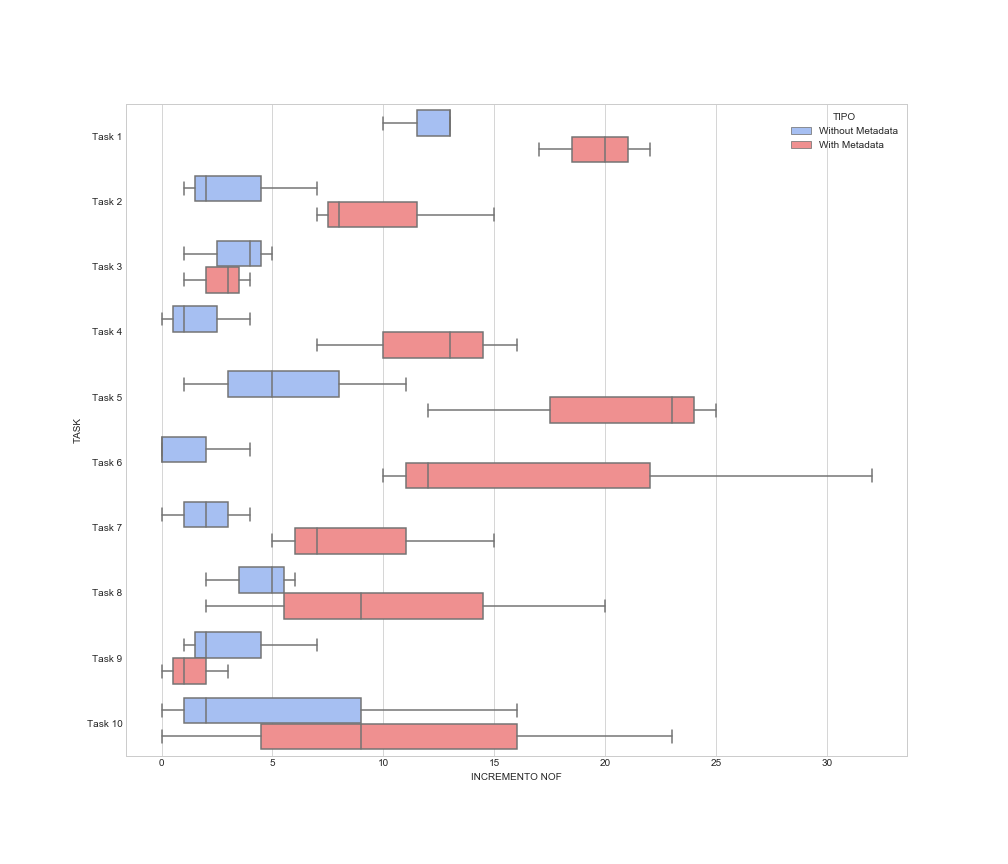 TIPO
Without Metadata
With Metadata
Task 1
Task 2
Task 3
Task 4
Task 5
TASK
Task 6
Task 7
Task 8
Task 9
Task 10
0 5 10 15 20 25 30
INCREMENTO NOF